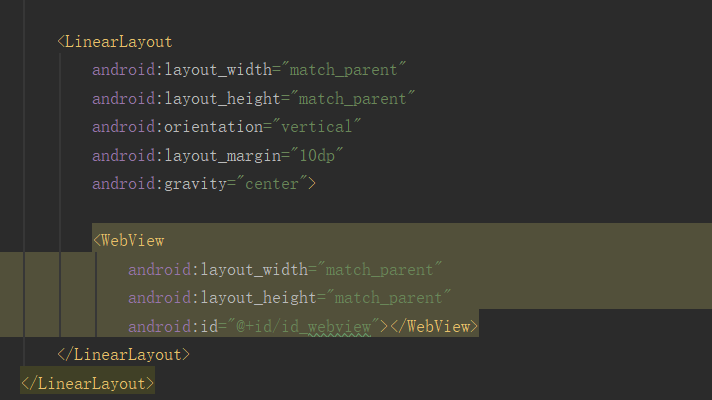 <LinearLayout
android:layout_width="match_parent"
android:layout_height="match_parent"
android:orientation="vertical"
android:layout_margin="10dp"
android:gravity="center">
<WebView
android:layout_width="match_parent"
android:layout_height="match_parent"
android:id="@+id/id_webview"></WebView>
</LinearLayout>
</LinearLayout>